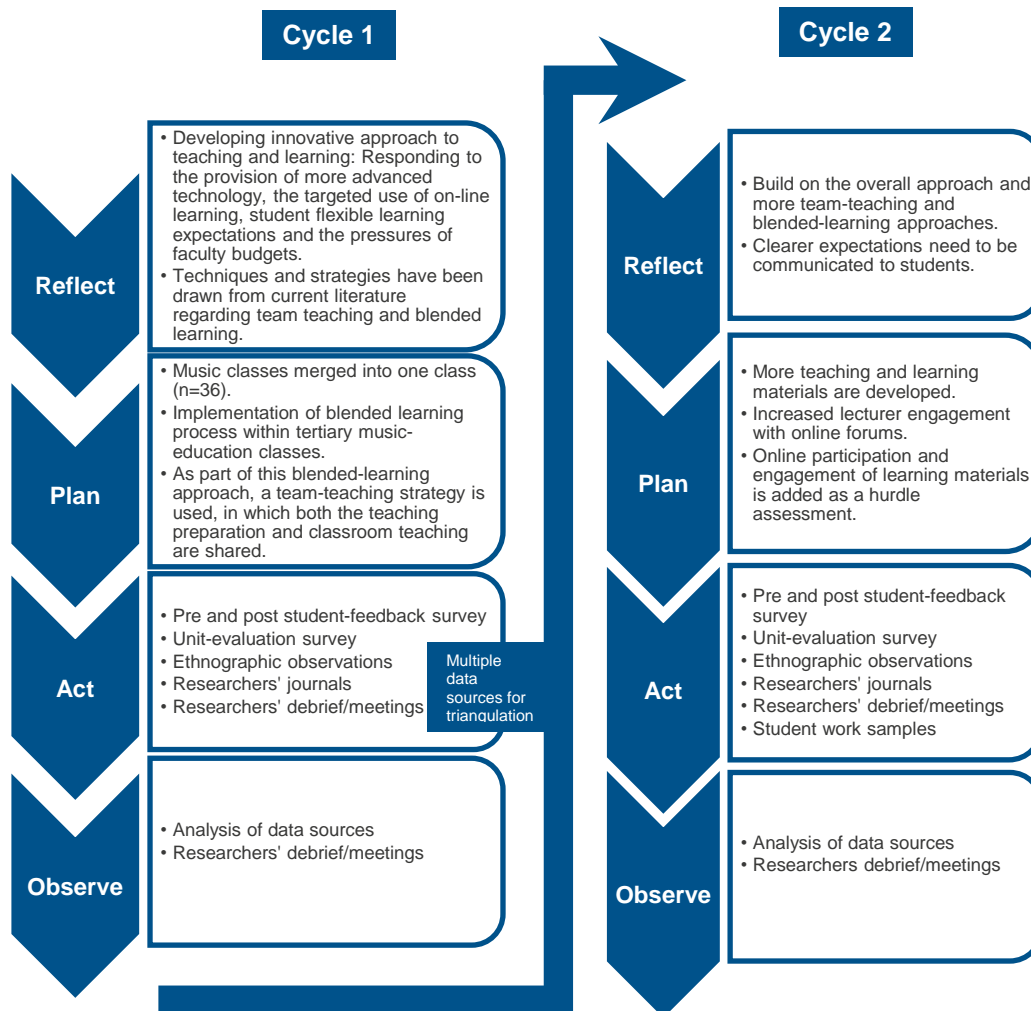 Cycle 1
Reflect
• Developing innovative approach to
teaching and learning: Responding to
the provision of more advanced
technology, the targeted use of on-line
learning, student flexible learning
expectations and the pressures of
faculty budgets.
• Techniques and strategies have been
drawn from current literature
regarding team teaching and blended
learning.
Plan
• Music classes merged into one class
(n=36).
• Implementation of blended learning
process within tertiary music-
education classes.
• As part of this blended-learning
approach, a team-teaching strategy is
used, in which both the teaching
preparation and classroom teaching
are shared.
Act
• Pre and post student-feedback survey
• Unit-evaluation survey
• Ethnographic observations
• Researchers' journals
• Researchers' debrief/meetings
Multiple
data
sources for
triangulation
Observe
• Analysis of data sources
• Researchers' debrief/meetings
Cycle 2
Reflect
• Build on the overall approach and
more team-teaching and
blended-learning approaches.
• Clearer expectations need to be
communicated to students.
Plan
• More teaching and learning
materials are developed.
• Increased lecturer engagement
with online forums.
• Online participation and
engagement of learning materials
is added as a hurdle
assessment.
Act
• Pre and post student-feedback
survey
• Unit-evaluation survey
• Ethnographic observations
• Researchers' journals
• Researchers' debrief/meetings
• Student work samples
Observe
• Analysis of data sources
• Researchers debrief/meetings